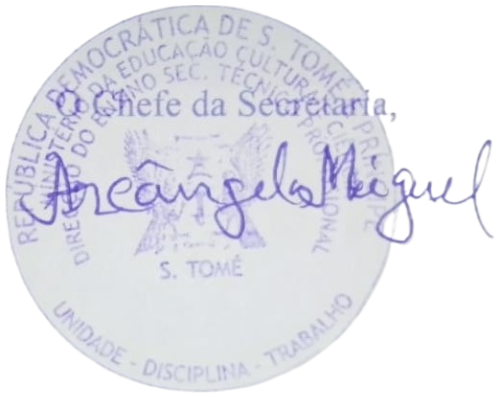 REPÚBLICA DEMOCRÁTICA DE S. TOMÉ E PRÍNCIPE
MINISTÉRIO DA EDUCAÇÃO CULTURA E CIÊNCIA
DIRECÇÃO DO ENSINO SEC. TÉCNICO PROFISSIONAL
O Chefe da Secretaria,
Arcângelo Miguel
S. TOMÉ
UNIDADE - DISCIPLINA - TRABALHO